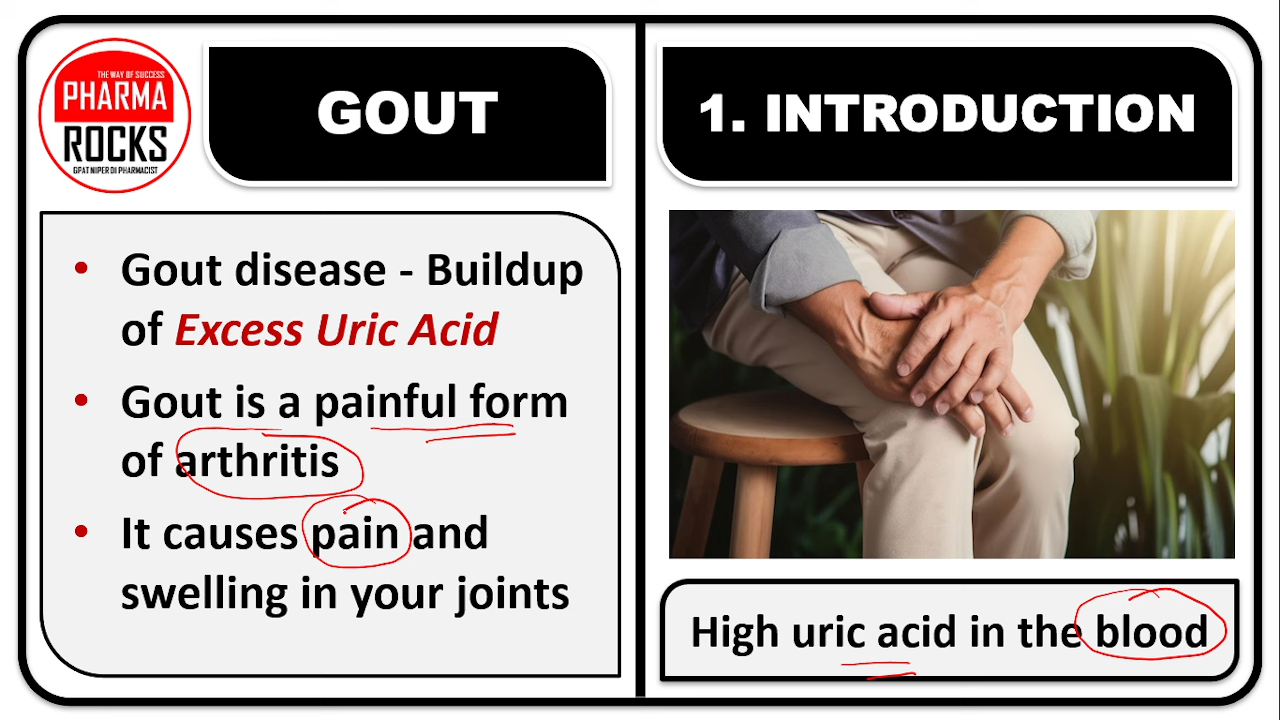 THE WAY OF SUCCESS
PHARMA
ROCKS
GPAT NIPER DI PHARMACIST
GOUT
• Gout disease - Buildup
of Excess Uric Acid
• Gout is a painful form
of arthritis
• It causes pain and
swelling in your joints
1. INTRODUCTION
High uric acid in the blood